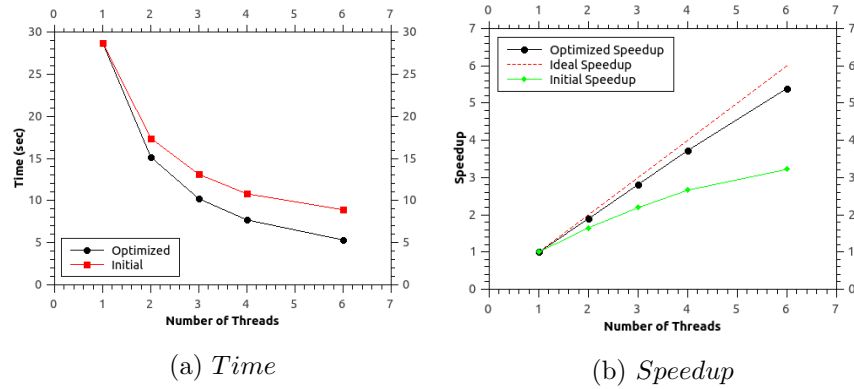 0 1 2 3 4 5 6 7
30 30
25 25
20 20
15 15
10 10
5 5
0 0
Time (sec)
Optimized
Initial
0 1 2 3 4 5 6 7
Number of Threads
(a) Time
0 1 2 3 4 5 6 7
7 7
6 6
5 5
4 4
3 3
2 2
1 1
0 0
Speedup
Optimized Speedup
Ideal Speedup
Initial Speedup
0 1 2 3 4 5 6 7
Number of Threads
(b) Speedup